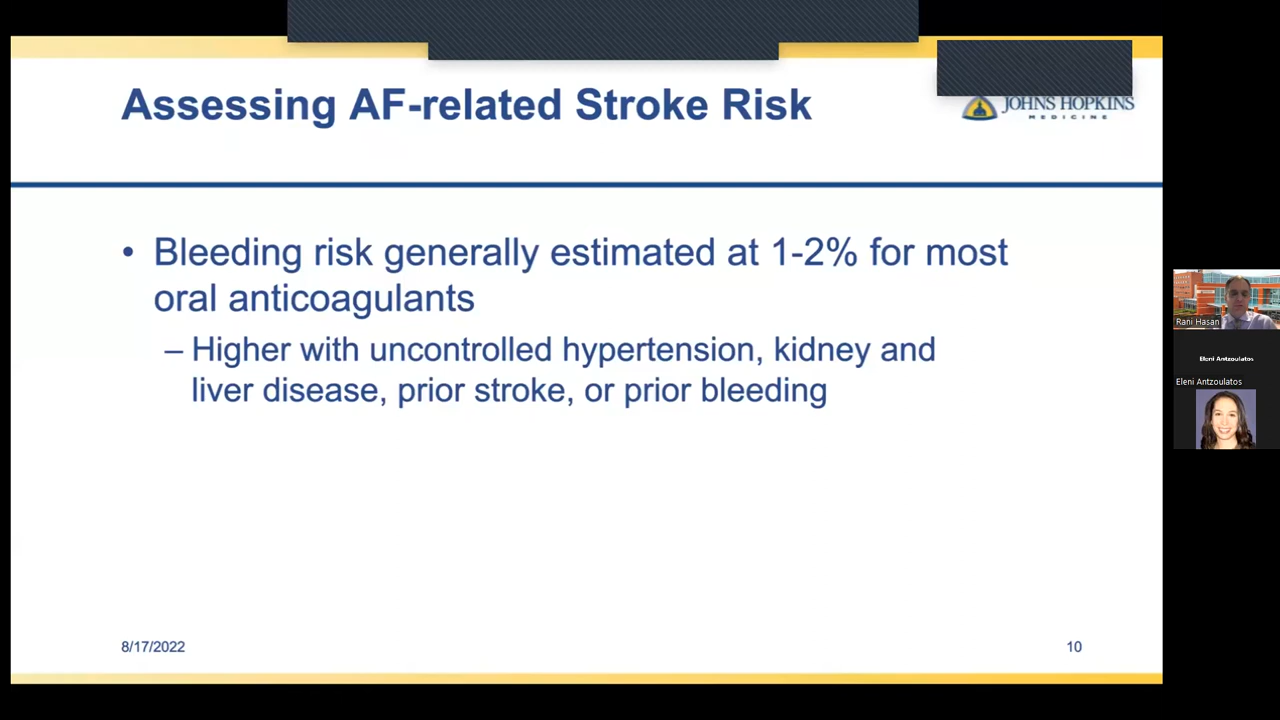 Assessing AF-related Stroke Risk
JOHNS HOPKINS
MEDICINE
• Bleeding risk generally estimated at 1-2% for most
oral anticoagulants
– Higher with uncontrolled hypertension, kidney and
liver disease, prior stroke, or prior bleeding
8/17/2022
10
Rani Hasan
Eleni Antzoulatos
Eleni Antzoulatos